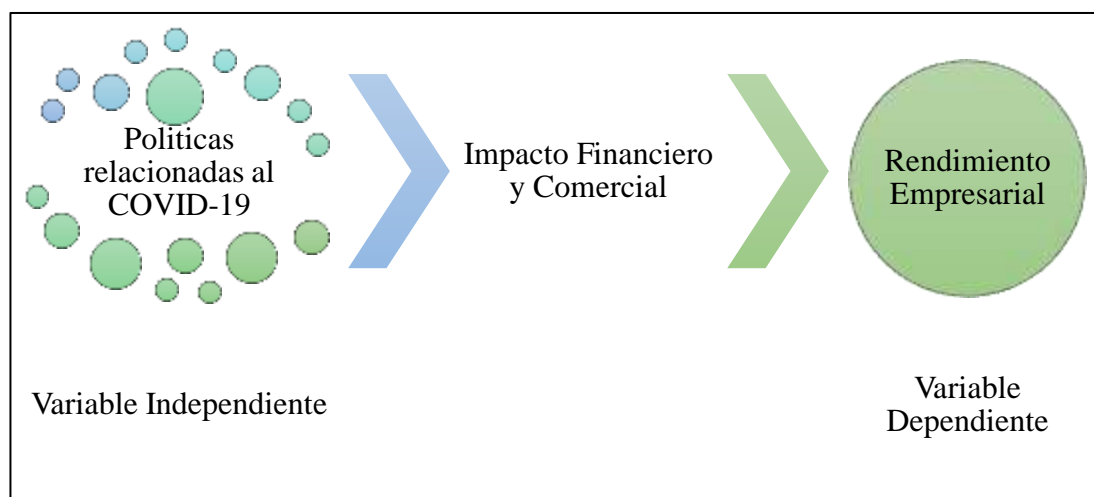 Politicas
relacionadas al
COVID-19
Impacto Financiero
y Comercial
Rendimiento
Empresarial
Variable Independiente
Variable
Dependiente